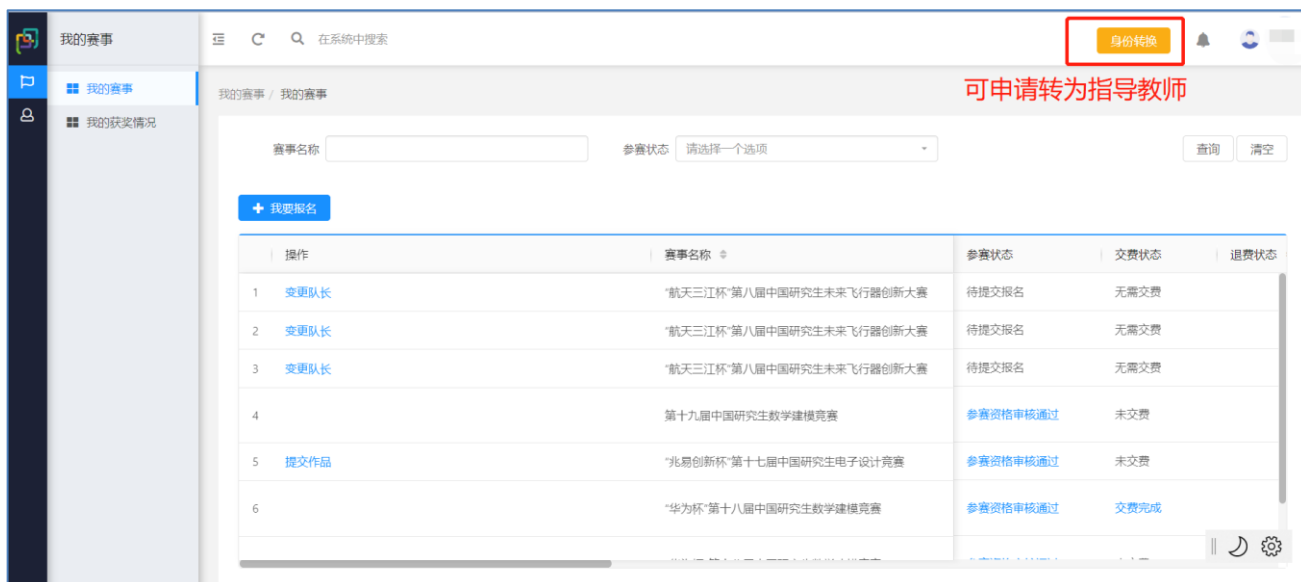 我的赛事
在系统中搜索
身份转换
可申请转为指导教师
我的赛事
我的获奖情况
我的赛事 / 我的赛事
赛事名称
参赛状态 请选择一个选项
查询 清空
+ 我要报名
操作 赛事名称 参赛状态 交费状态 退费状态
1 变更队长 “航天三江杯”第八届中国研究生未来飞行器创新大赛 待提交报名 无需交费
2 变更队长 “航天三江杯”第八届中国研究生未来飞行器创新大赛 待提交报名 无需交费
3 变更队长 “航天三江杯”第八届中国研究生未来飞行器创新大赛 待提交报名 无需交费
4 第十九届中国研究生数学建模竞赛 参赛资格审核通过 未交费
5 提交作品 “兆易创新杯”第十七届中国研究生电子设计竞赛 参赛资格审核通过 未交费
6 “华为杯”第十八届中国研究生数学建模竞赛 参赛资格审核通过 交费完成